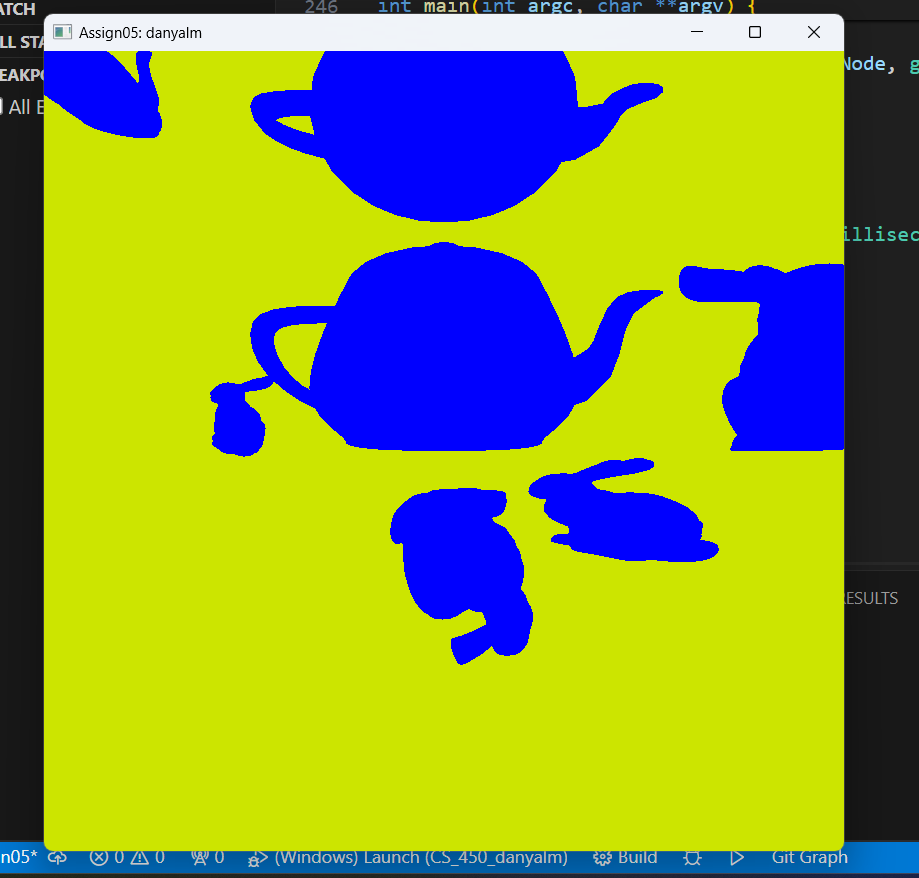 ATCH
246 int main(int argc, char **argv) {
Assign05: danyalm
LL STA
Node, g
EAKPO
All E
illisec
ESULTS
n05* 0 0 0 (Windows) Launch (CS_450_danyalm) Build Git Graph